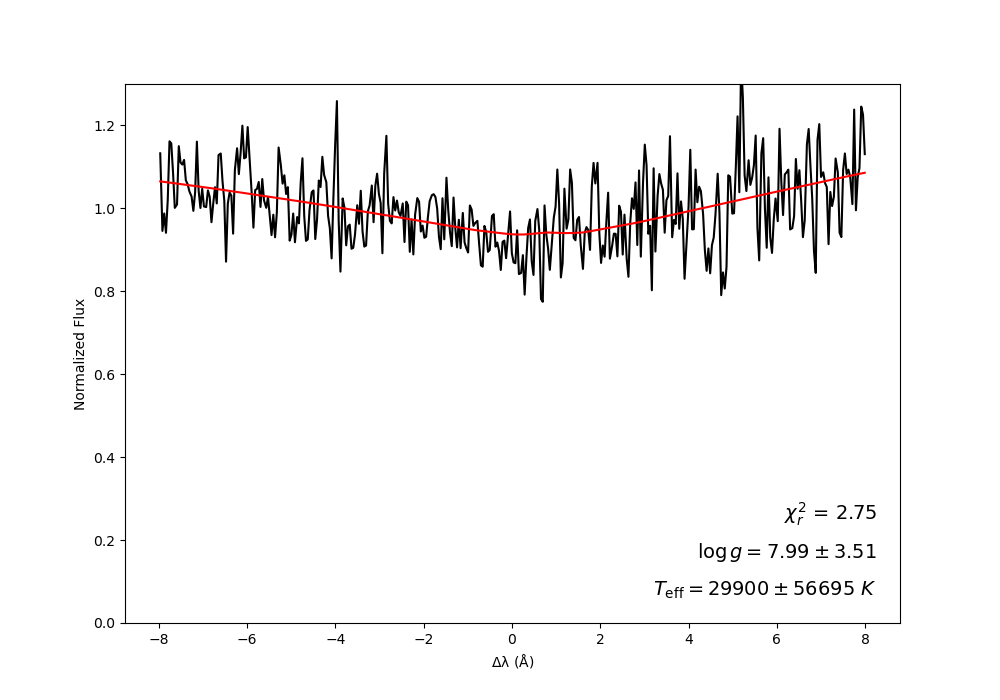 1.2
1.0
0.8
0.6
0.4
0.2
0.0
Normalized Flux
χ²ᵣ = 2.75
log g = 7.99 ± 3.51
T_eff = 29900 ± 56695 K
−8 −6 −4 −2 0 2 4 6 8
Δλ (Å)